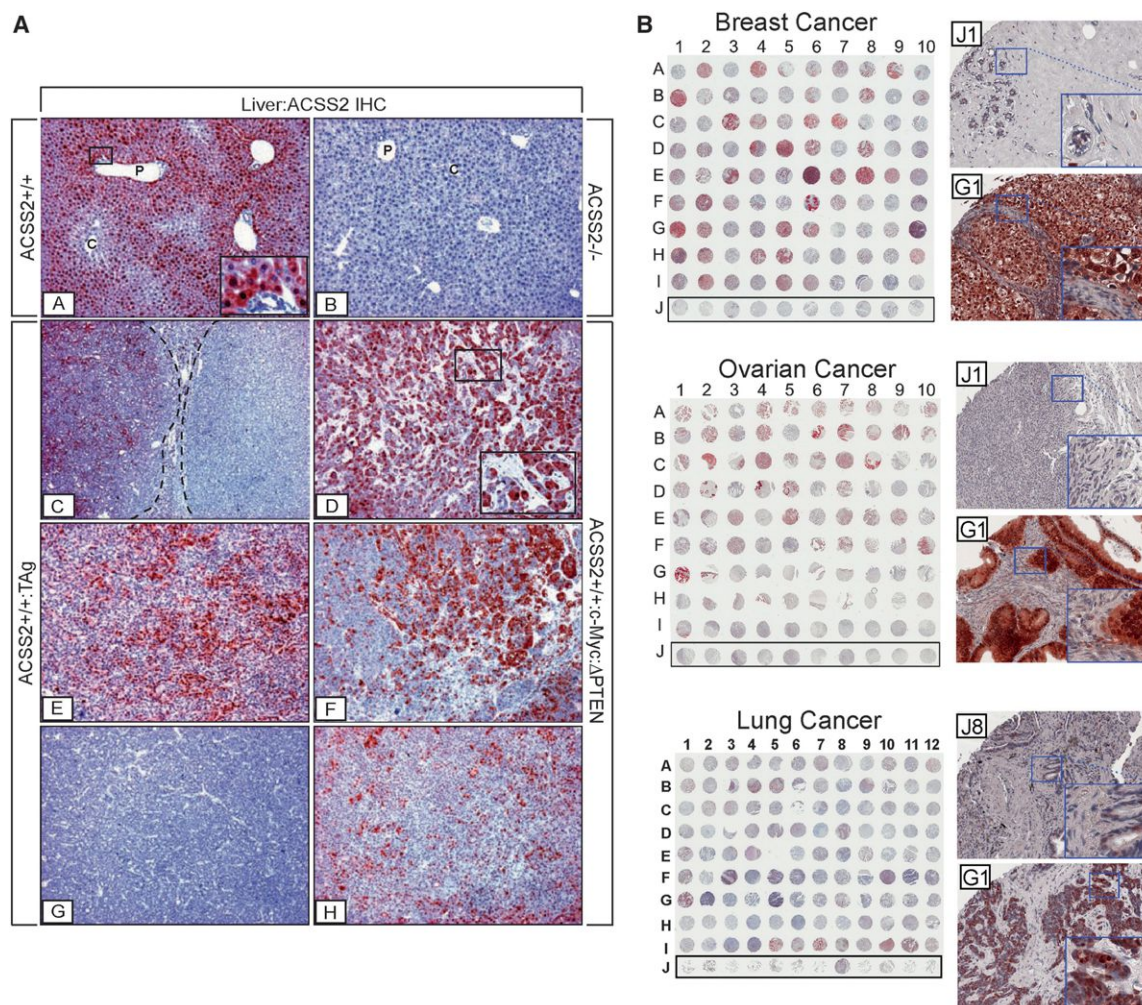 A
Liver:ACSS2 IHC
ACSS2+/+
ACSS2-/-
P
C
A
P
C
B
C
D
ACSS2+/+:TAg
ACSS2+/+:c-Myc:ΔPTEN
E
F
G
H
B
Breast Cancer
1 2 3 4 5 6 7 8 9 10
A
B
C
D
E
F
G
H
I
J
J1
G1
Ovarian Cancer
1 2 3 4 5 6 7 8 9 10
A
B
C
D
E
F
G
H
I
J
J1
G1
Lung Cancer
1 2 3 4 5 6 7 8 9 10 11 12
A
B
C
D
E
F
G
H
I
J
J8
G1